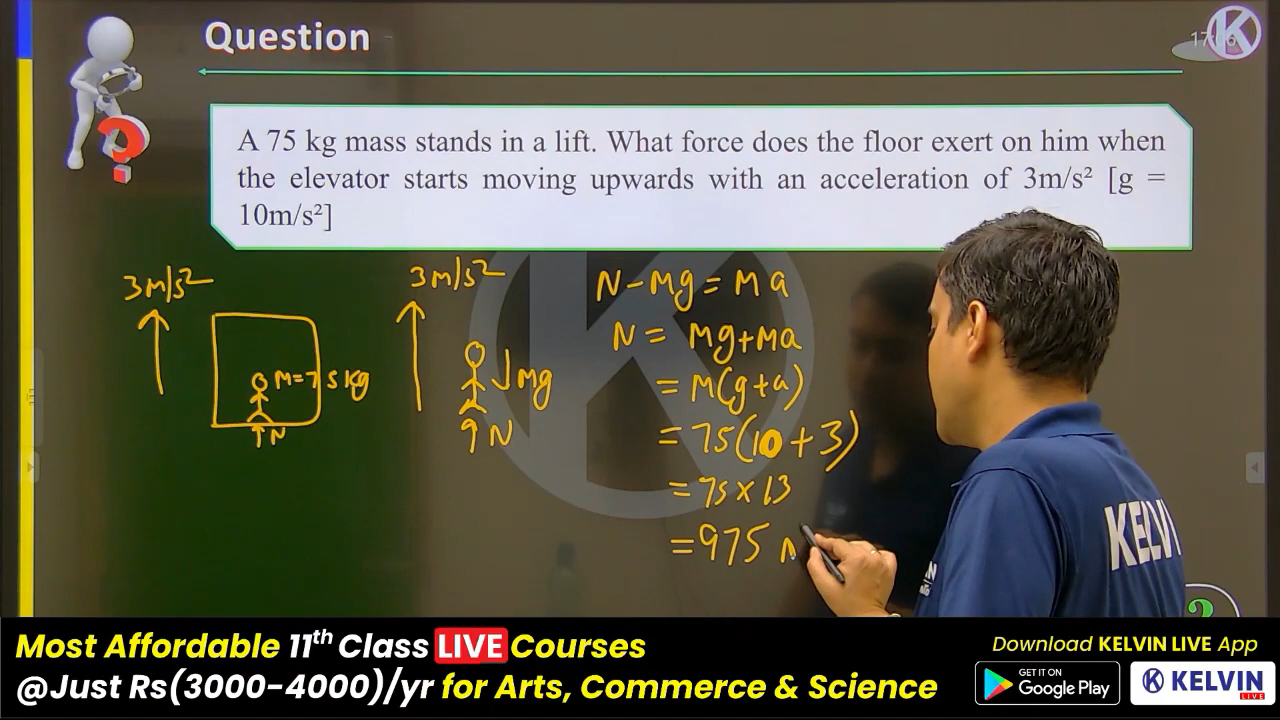 Question
17:06
A 75 kg mass stands in a lift. What force does the floor exert on him when
the elevator starts moving upwards with an acceleration of 3m/s² [g =
10m/s²]
3m/s²
M=75kg
↑N
3m/s²
↓Mg
↑N
N-Mg = Ma
N = Mg+Ma
= M(g+a)
= 75(10+3)
= 75×13
=975 N
KELVI
Most Affordable 11th Class LIVE Courses
@Just Rs(3000-4000)/yr for Arts, Commerce & Science
Download KELVIN LIVE App
GET IT ON
Google Play
KELVIN
LIVE